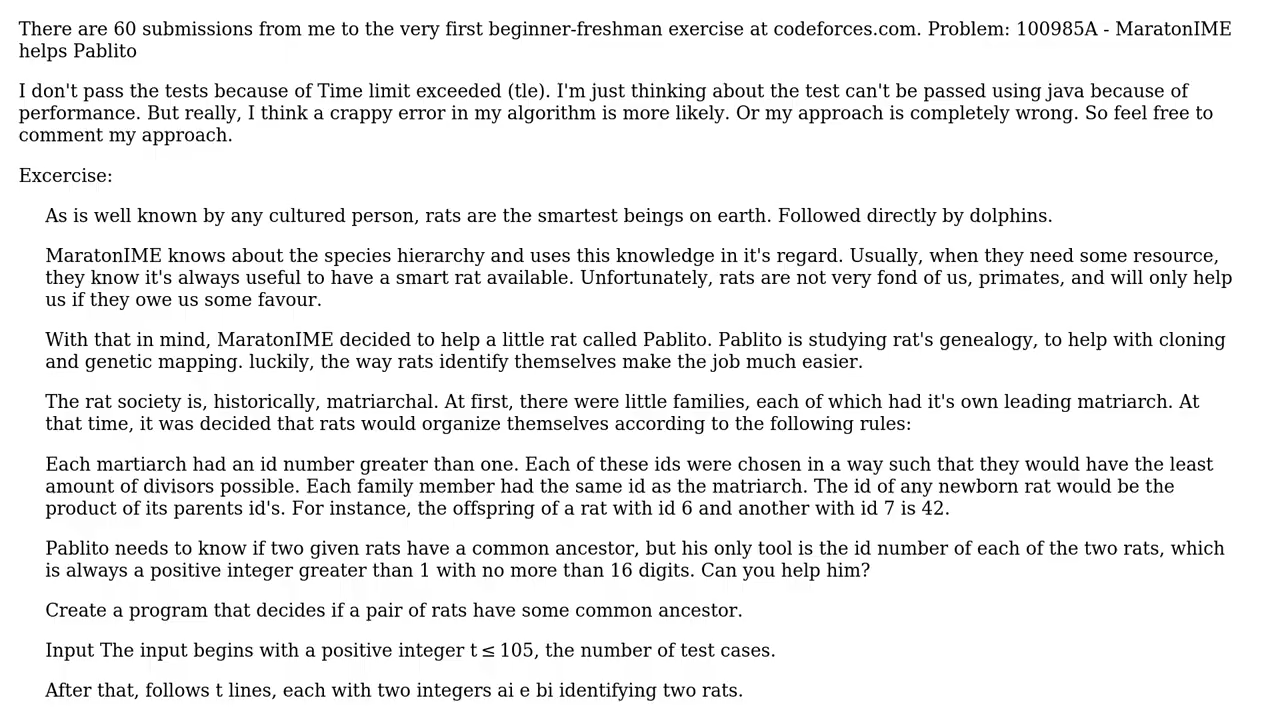 There are 60 submissions from me to the very first beginner-freshman exercise at codeforces.com. Problem: 100985A - MaratonIME
helps Pablito
I don't pass the tests because of Time limit exceeded (tle). I'm just thinking about the test can't be passed using java because of
performance. But really, I think a crappy error in my algorithm is more likely. Or my approach is completely wrong. So feel free to
comment my approach.
Excercise:
As is well known by any cultured person, rats are the smartest beings on earth. Followed directly by dolphins.
MaratonIME knows about the species hierarchy and uses this knowledge in it's regard. Usually, when they need some resource,
they know it's always useful to have a smart rat available. Unfortunately, rats are not very fond of us, primates, and will only help
us if they owe us some favour.
With that in mind, MaratonIME decided to help a little rat called Pablito. Pablito is studying rat's genealogy, to help with cloning
and genetic mapping. luckily, the way rats identify themselves make the job much easier.
The rat society is, historically, matriarchal. At first, there were little families, each of which had it's own leading matriarch. At
that time, it was decided that rats would organize themselves according to the following rules:
Each martiarch had an id number greater than one. Each of these ids were chosen in a way such that they would have the least
amount of divisors possible. Each family member had the same id as the matriarch. The id of any newborn rat would be the
product of its parents id's. For instance, the offspring of a rat with id 6 and another with id 7 is 42.
Pablito needs to know if two given rats have a common ancestor, but his only tool is the id number of each of the two rats, which
is always a positive integer greater than 1 with no more than 16 digits. Can you help him?
Create a program that decides if a pair of rats have some common ancestor.
Input The input begins with a positive integer t ≤ 105, the number of test cases.
After that, follows t lines, each with two integers ai e bi identifying two rats.